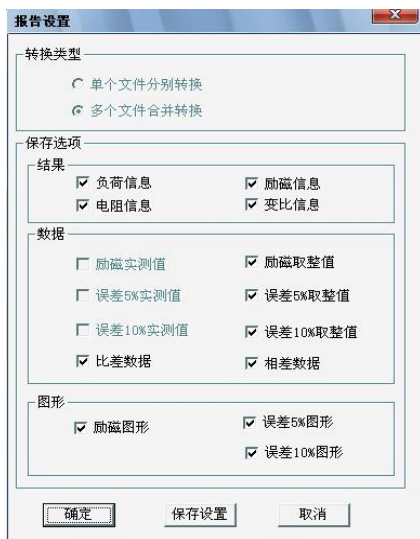 报告设置
转换类型
单个文件分别转换
多个文件合并转换
保存选项
结果
负荷信息 励磁信息
电阻信息 变比信息
数据
励磁实测值 励磁取整值
误差5%实测值 误差5%取整值
误差10%实测值 误差10%取整值
比差数据 相差数据
图形
励磁图形 误差5%图形
误差10%图形
确定 保存设置 取消